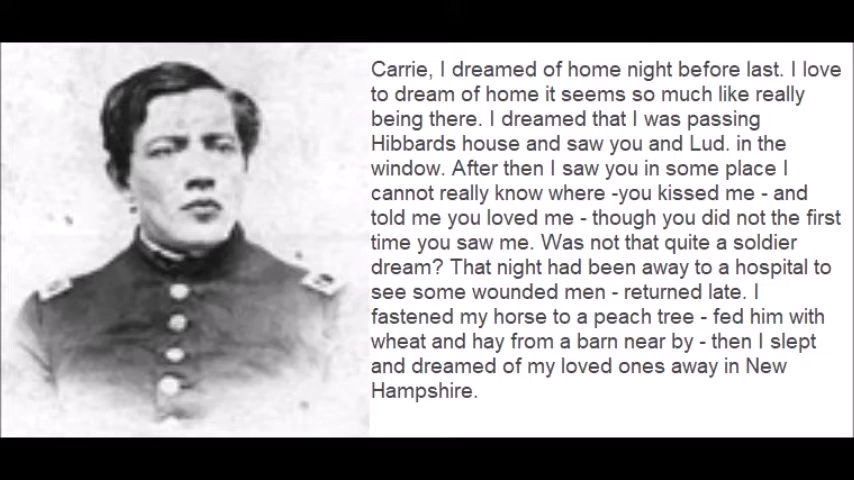 Carrie, I dreamed of home night before last. I love
to dream of home it seems so much like really
being there. I dreamed that I was passing
Hibbards house and saw you and Lud. in the
window. After then I saw you in some place I
cannot really know where -you kissed me - and
told me you loved me - though you did not the first
time you saw me. Was not that quite a soldier
dream? That night had been away to a hospital to
see some wounded men - returned late. I
fastened my horse to a peach tree - fed him with
wheat and hay from a barn near by - then I slept
and dreamed of my loved ones away in New
Hampshire.